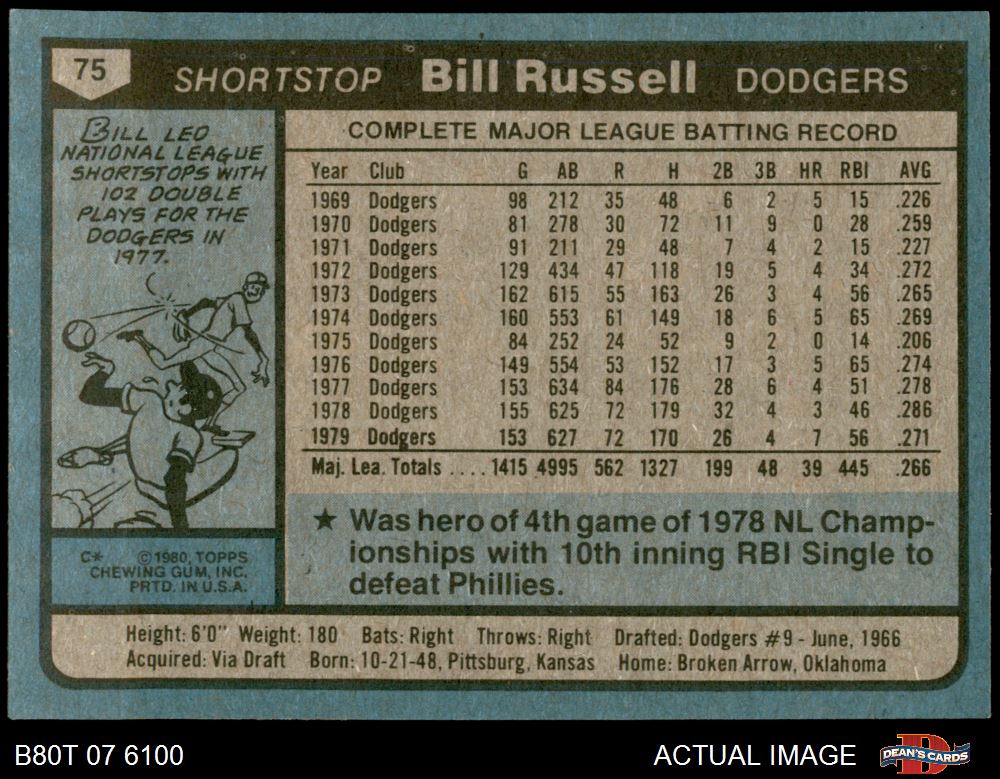 75
SHORTSTOP Bill Russell DODGERS
BILL LED
NATIONAL LEAGUE
SHORTSTOPS WITH
102 DOUBLE
PLAYS FOR THE
DODGERS IN
1977.
C* ©1980, TOPPS
CHEWING GUM, INC.
PRTD. IN U.S.A.
COMPLETE MAJOR LEAGUE BATTING RECORD
Year Club G AB R H 2B 3B HR RBI AVG
1969 Dodgers 98 212 35 48 6 2 5 15 .226
1970 Dodgers 81 278 30 72 11 9 0 28 .259
1971 Dodgers 91 211 29 48 7 4 2 15 .227
1972 Dodgers 129 434 47 118 19 5 4 34 .272
1973 Dodgers 162 615 55 163 26 3 4 56 .265
1974 Dodgers 160 553 61 149 18 6 5 65 .269
1975 Dodgers 84 252 24 52 9 2 0 14 .206
1976 Dodgers 149 554 53 152 17 3 5 65 .274
1977 Dodgers 153 634 84 176 28 6 4 51 .278
1978 Dodgers 155 625 72 179 32 4 3 46 .286
1979 Dodgers 153 627 72 170 26 4 7 56 .271
Maj. Lea. Totals .... 1415 4995 562 1327 199 48 39 445 .266
★ Was hero of 4th game of 1978 NL Champ-
ionships with 10th inning RBI Single to
defeat Phillies.
Height: 6'0" Weight: 180 Bats: Right Throws: Right Drafted: Dodgers #9 - June, 1966
Acquired: Via Draft Born: 10-21-48, Pittsburg, Kansas Home: Broken Arrow, Oklahoma
B80T 07 6100 ACTUAL IMAGE DEAN'S CARDS